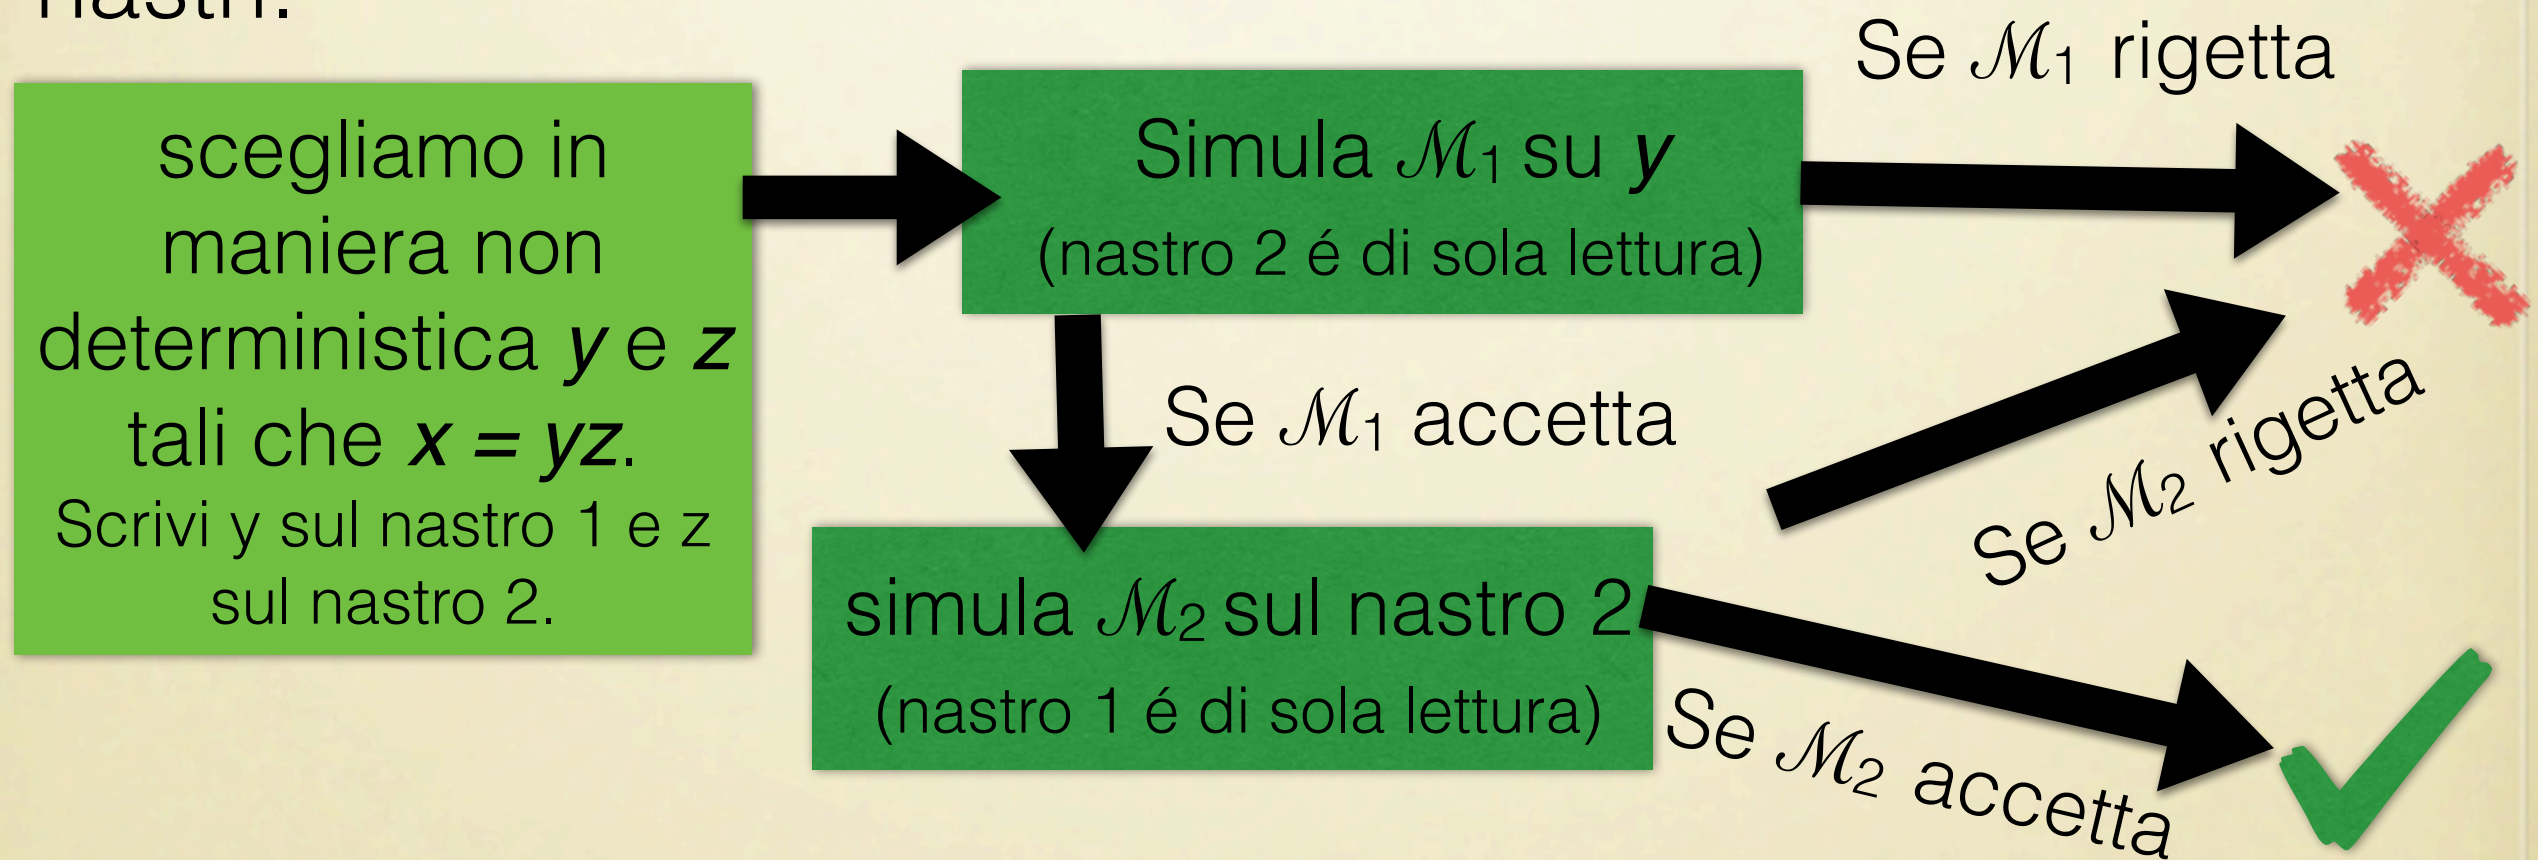 nastri.
scegliamo in
maniera non
deterministica y e z
tali che x = yz.
Scrivi y sul nastro 1 e z
sul nastro 2.
Simula ℳ1 su y
(nastro 2 é di sola lettura)
Se ℳ1 rigetta
Se ℳ1 accetta
simula ℳ2 sul nastro 2
(nastro 1 é di sola lettura)
Se ℳ2 rigetta
Se ℳ2 accetta